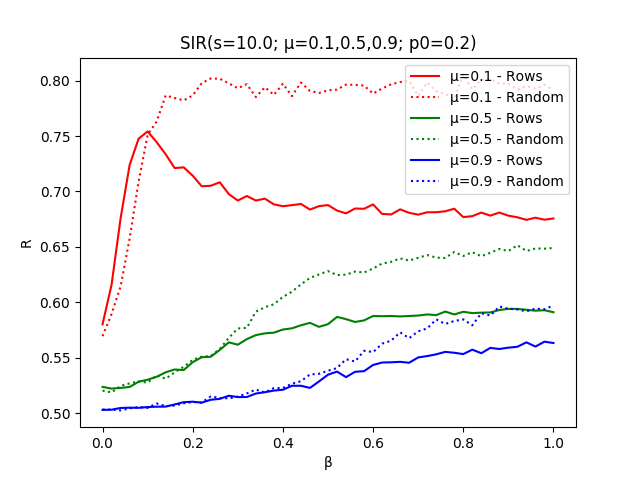 SIR(s=10.0; μ=0.1,0.5,0.9; p0=0.2)
R
0.80
0.75
0.70
0.65
0.60
0.55
0.50
μ=0.1 - Rows
μ=0.1 - Random
μ=0.5 - Rows
μ=0.5 - Random
μ=0.9 - Rows
μ=0.9 - Random
0.0 0.2 0.4 0.6 0.8 1.0
β